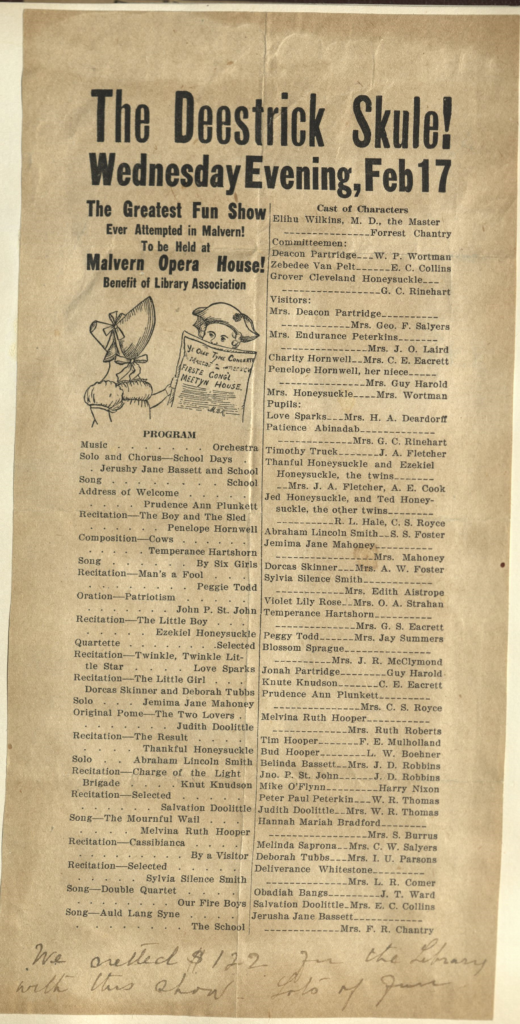 The Deestrick Skule!
Wednesday Evening, Feb 17
The Greatest Fun Show
Ever Attempted in Malvern!
To be Held at
Malvern Opera House!
Benefit of Library Association
Ye Olde Tyme Concerte
Firste Cong'l
Meetyn House.
PROGRAM
Music . . . . . . . . Orchestra
Solo and Chorus—School Days
. . Jerushy Jane Bassett and School
Song . . . . . . . . . School
Address of Welcome . . . . .
. . . . . Prudence Ann Plunkett
Recitation—The Boy and The Sled
. . . . . . . Penelope Hornwell
Composition—Cows . . . . . .
. . . . . . Temperance Hartshorn
Song . . . . . . . By Six Girls
Recitation—Man's a Fool . . .
. . . . . . . . . Peggie Todd
Oration—Patriotism . . . . .
. . . . . . . . John P. St. John
Recitation—The Little Boy . . .
. . . . . . Ezekiel Honeysuckle
Quartette . . . . . . . Selected
Recitation—Twinkle, Twinkle Lit-
tle Star . . . . . Love Sparks
Recitation—The Little Girl . . .
Dorcas Skinner and Deborah Tubbs
Solo . . . Jemima Jane Mahoney
Original Pome—The Two Lovers .
. . . . . . . . Judith Doolittle
Recitation—The Result . . . .
. . . . . Thankful Honeysuckle
Solo . . Abraham Lincoln Smith
Recitation—Charge of the Light
Brigade . . . . Knut Knudson
Recitation—Selected . . . . .
. . . . . . Salvation Doolittle
Song—The Mournful Wail . . .
. . . . . Melvina Ruth Hooper
Recitation—Cassibianca . . . .
. . . . . . . . . By a Visitor
Recitation—Selected . . . . .
. . . . . Sylvia Silence Smith
Song—Double Quartet . . . . .
. . . . . . . . Our Fire Boys
Song—Auld Lang Syne . . . . .
. . . . . . . . . The School
Cast of Characters
Elihu Wilkins, M. D., the Master
Forrest Chantry
Committeemen:
Deacon Partridge W. P. Wortman
Zebedee Van Pelt E. C. Collins
Grover Cleveland Honeysuckle
G. C. Rinehart
Visitors:
Mrs. Deacon Partridge
Mrs. Geo. F. Salyers
Mrs. Endurance Peterkins
Mrs. J. O. Laird
Charity Hornwell Mrs. C. E. Eacrett
Penelope Hornwell, her niece
Mrs. Guy Harold
Mrs. Honeysuckle Mrs. Wortman
Pupils:
Love Sparks Mrs. H. A. Deardorff
Patience Abinadab
Mrs. G. C. Rinehart
Timothy Truck J. A. Fletcher
Thanful Honeysuckle and Ezekiel
Honeysuckle, the twins
Mrs. J. A. Fletcher, A. E. Cook
Jed Honeysuckle, and Ted Honey-
suckle, the other twins
R. L. Hale, C. S. Royce
Abraham Lincoln Smith S. S. Foster
Jemima Jane Mahoney
Mrs. Mahoney
Dorcas Skinner Mrs. A. W. Foster
Sylvia Silence Smith
Mrs. Edith Aistrope
Violet Lily Rose Mrs. O. A. Strahan
Temperance Hartshorn
Mrs. G. S. Eacrett
Peggy Todd Mrs. Jay Summers
Blossom Sprague
Mrs. J. R. McClymond
Jonah Partridge Guy Harold
Knute Knudson C. E. Eacrett
Prudence Ann Plunkett
Mrs. C. S. Royce
Melvina Ruth Hooper
Mrs. Ruth Roberts
Tim Hooper F. E. Mulholland
Bud Hooper L. W. Boehner
Belinda Bassett Mrs. J. D. Robbins
Jno. P. St. John J. D. Robbins
Mike O'Flynn Harry Nixon
Peter Paul Peterkin W. R. Thomas
Judith Doolittle Mrs. W. R. Thomas
Hannah Mariah Bradford
Mrs. S. Burrus
Melinda Saprona Mrs. C. W. Salyers
Deborah Tubbs Mrs. I. U. Parsons
Deliverance Whitestone
Mrs. L. R. Comer
Obadiah Bangs J. T. Ward
Salvation Doolittle Mrs. E. C. Collins
Jerusha Jane Bassett
Mrs. F. R. Chantry
We netted $122 for the Library
with this show. Lots of fun